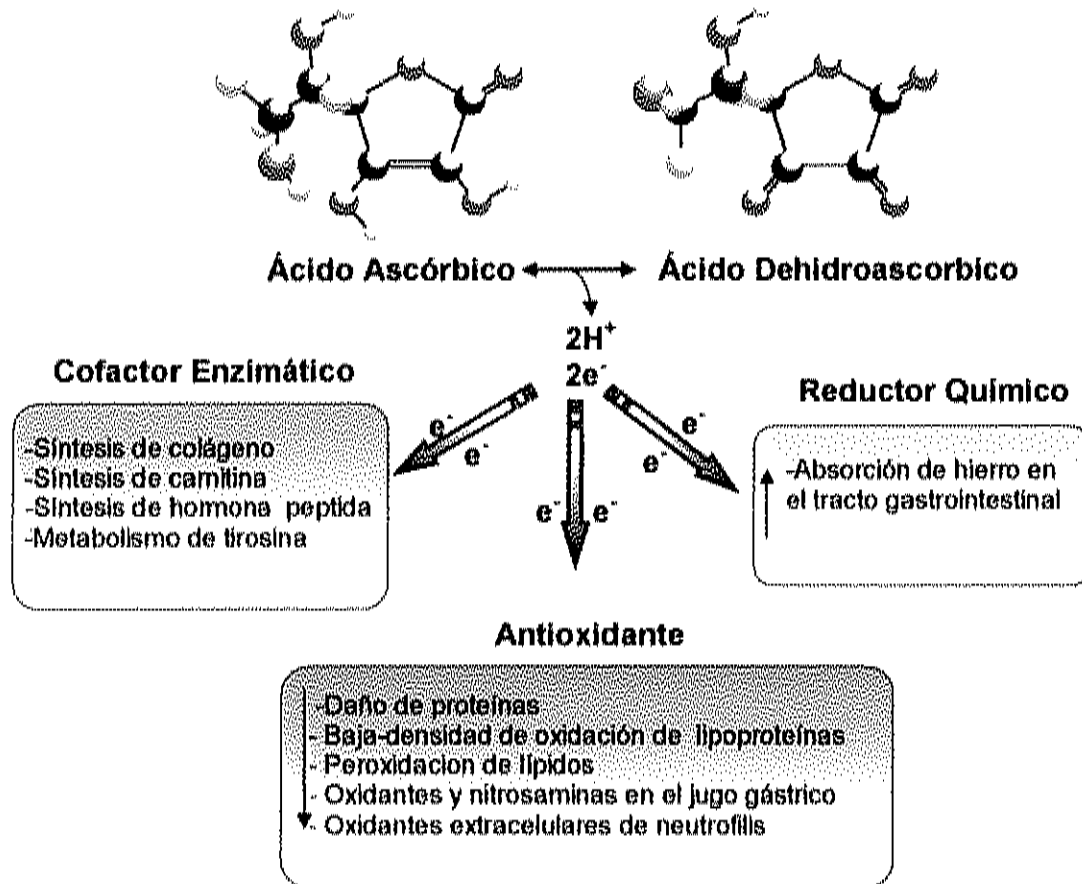 Ácido Ascórbico
Ácido Dehidroascorbico
2H+
2e-
Cofactor Enzimático
-Síntesis de colágeno
-Síntesis de carnitina
-Síntesis de hormona peptida
-Metabolismo de tirosina
e-
e-
e-
e-
e-
e-
Reductor Químico
-Absorción de hierro en
el tracto gastrointestinal
Antioxidante
-Daño de proteínas
-Baja-densidad de oxidación de lipoproteínas
-Peroxidacion de lípidos
- Oxidantes y nitrosaminas en el jugo gástrico
- Oxidantes extracelulares de neutrofilis